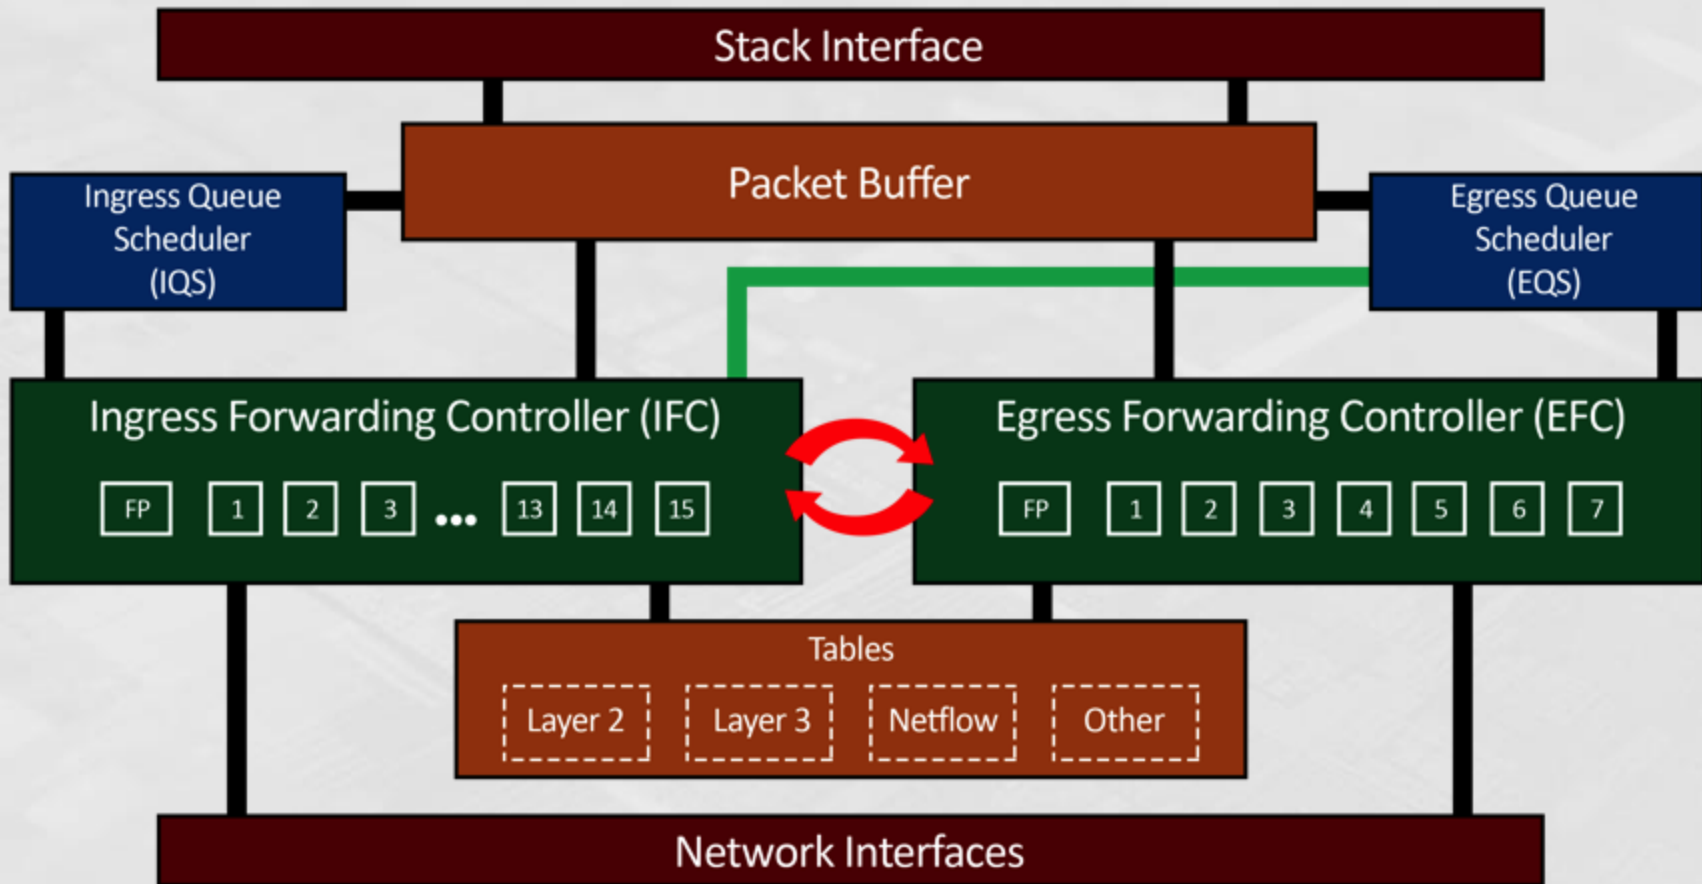 Stack Interface
Packet Buffer
Ingress Queue
Scheduler
(IQS)
Egress Queue
Scheduler
(EQS)
Ingress Forwarding Controller (IFC)
FP 1 2 3 ... 13 14 15
Egress Forwarding Controller (EFC)
FP 1 2 3 4 5 6 7
Tables
Layer 2 Layer 3 Netflow Other
Network Interfaces